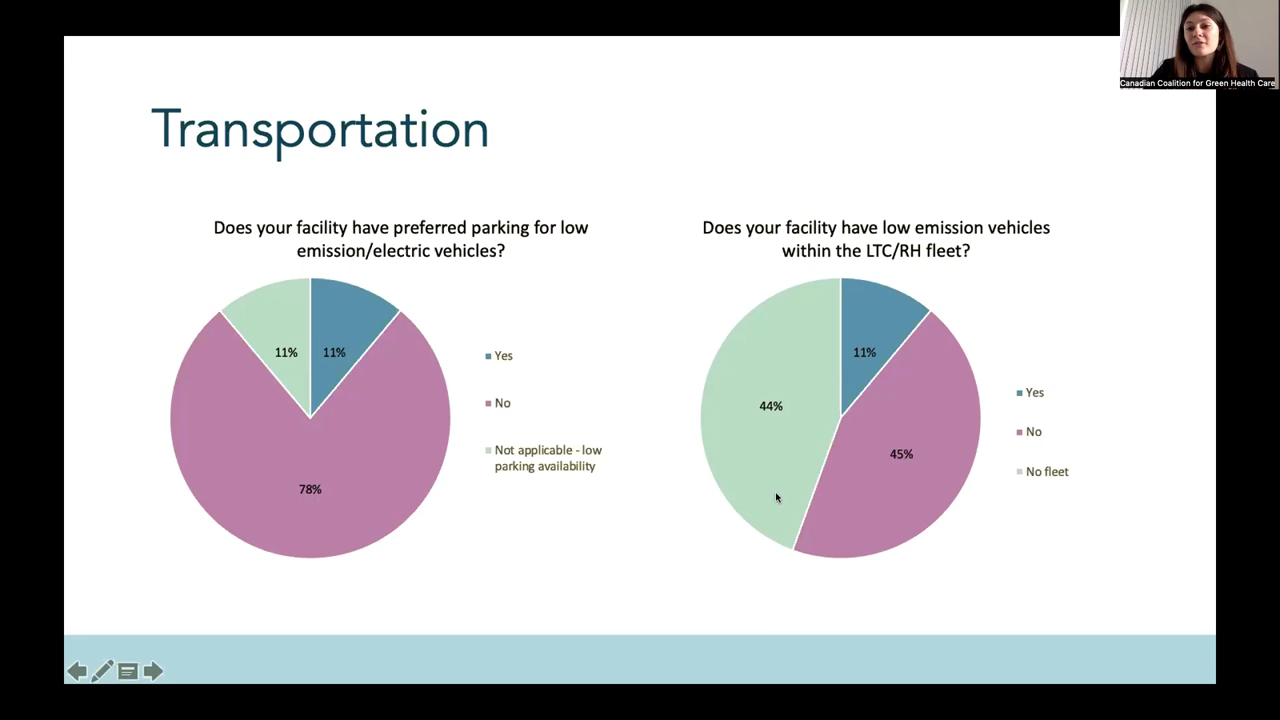 Canadian Coalition for Green Health Care
Transportation
Does your facility have preferred parking for low
emission/electric vehicles?
11%
11%
78%
Yes
No
Not applicable - low
parking availability
Does your facility have low emission vehicles
within the LTC/RH fleet?
11%
44%
45%
Yes
No
No fleet